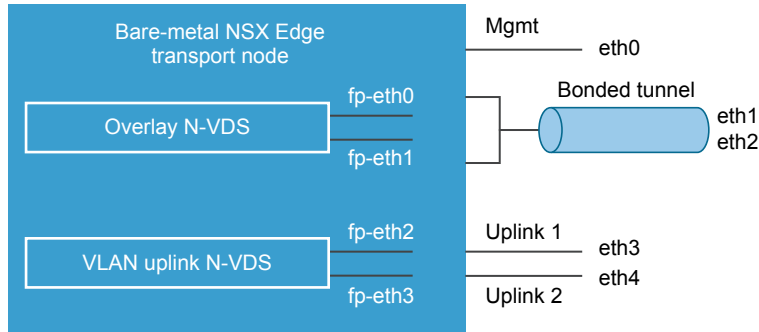 Bare-metal NSX Edge
transport node
Mgmt
eth0
fp-eth0
Overlay N-VDS
fp-eth1
Bonded tunnel
eth1
eth2
fp-eth2
VLAN uplink N-VDS
fp-eth3
Uplink 1
eth3
eth4
Uplink 2